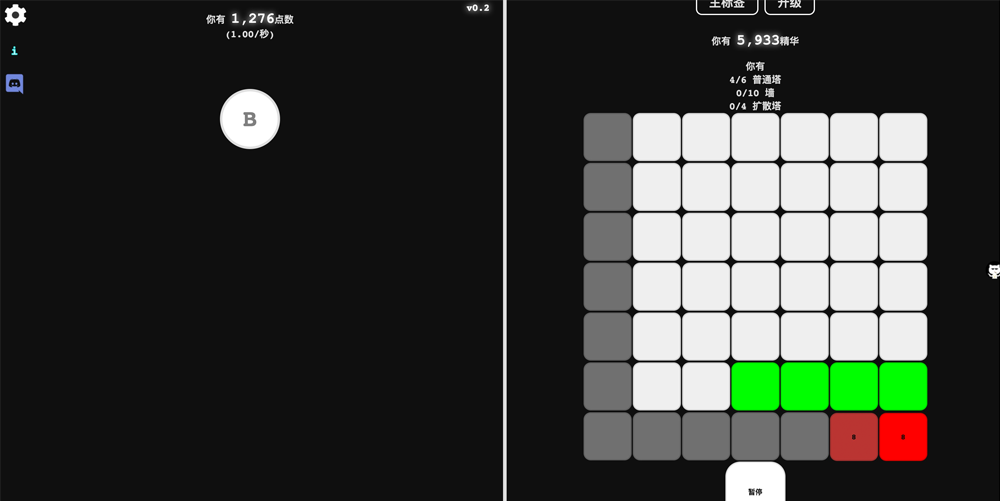 v0.2
你有 1,276点数
(1.00/秒)
i
B
主标签
升级
你有 5,933精华
你有
4/6 普通塔
0/10 墙
0/4 扩散塔
暂停